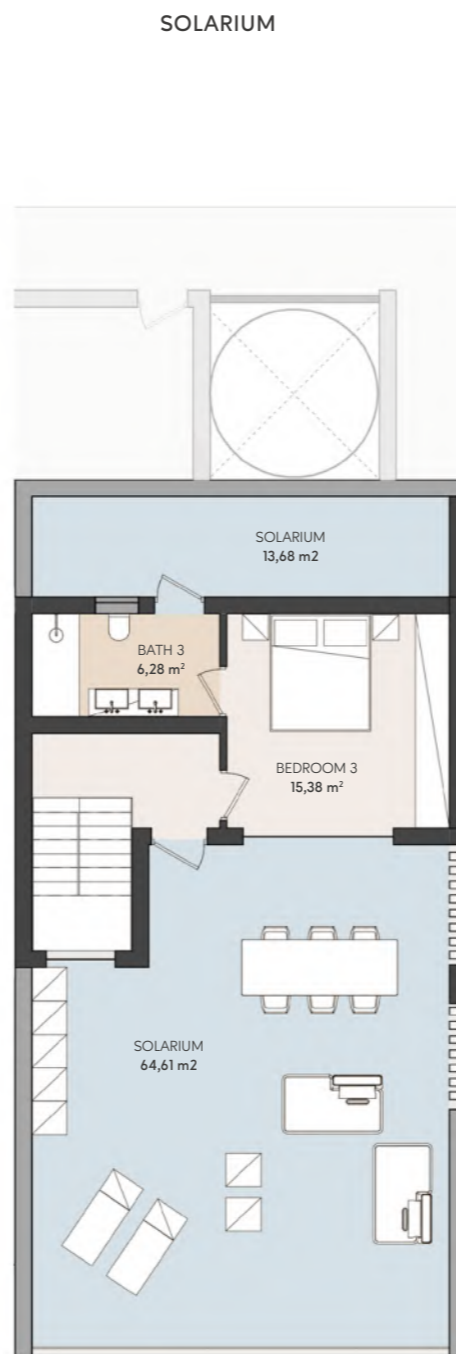 SOLARIUM
SOLARIUM
13,68 m2
BATH 3
6,28 m²
BEDROOM 3
15,38 m²
SOLARIUM
64,61 m2